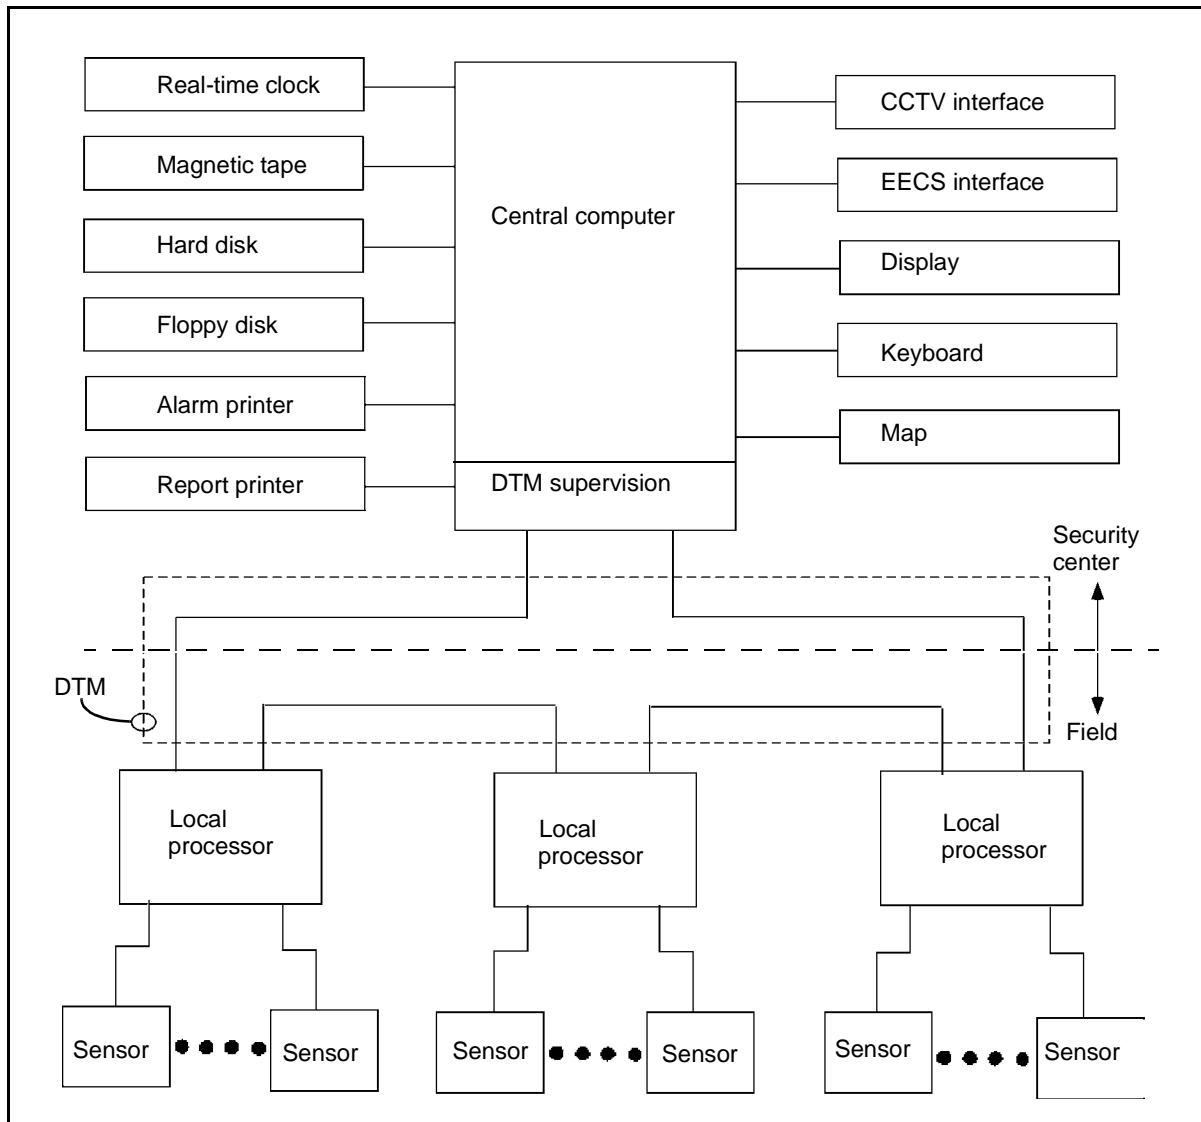 Real-time clock
Magnetic tape
Hard disk
Floppy disk
Alarm printer
Report printer
Central computer
DTM supervision
CCTV interface
EECS interface
Display
Keyboard
Map
Security
center
Field
DTM
Local
processor
Local
processor
Local
processor
Sensor
Sensor
Sensor
Sensor
Sensor
Sensor